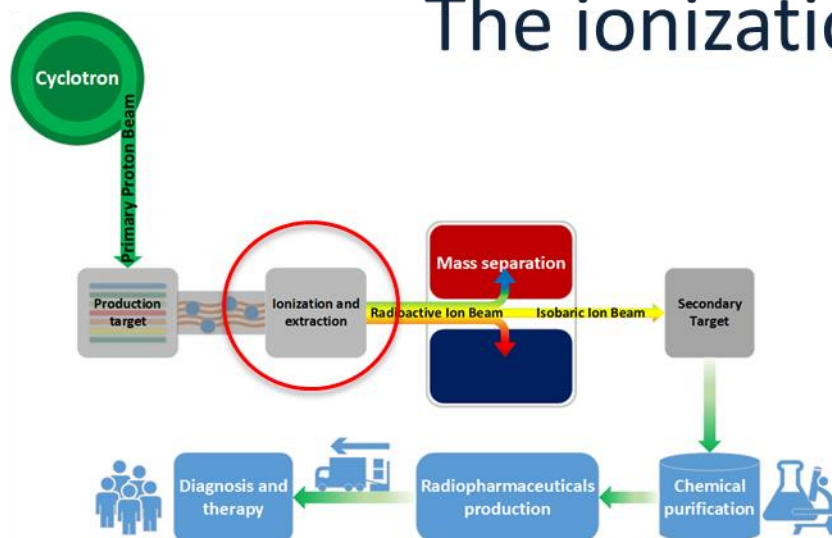 The ionizatio
Cyclotron
Primary Proton Beam
Production
target
Ionization and
extraction
Mass separation
Radioactive Ion Beam
Isobaric Ion Beam
Secondary
Target
Diagnosis and
therapy
Radiopharmaceuticals
production
Chemical
purification